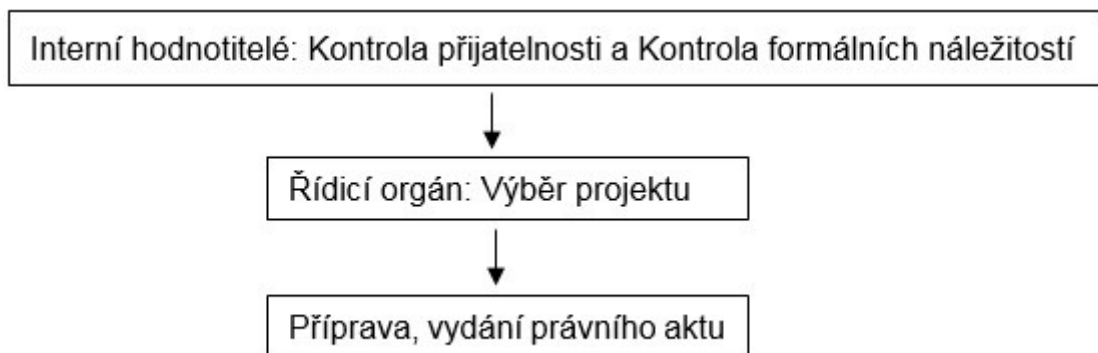 Interní hodnotitelé: Kontrola přijatelnosti a Kontrola formálních náležitostí
Řídicí orgán: Výběr projektu
Příprava, vydání právního aktu